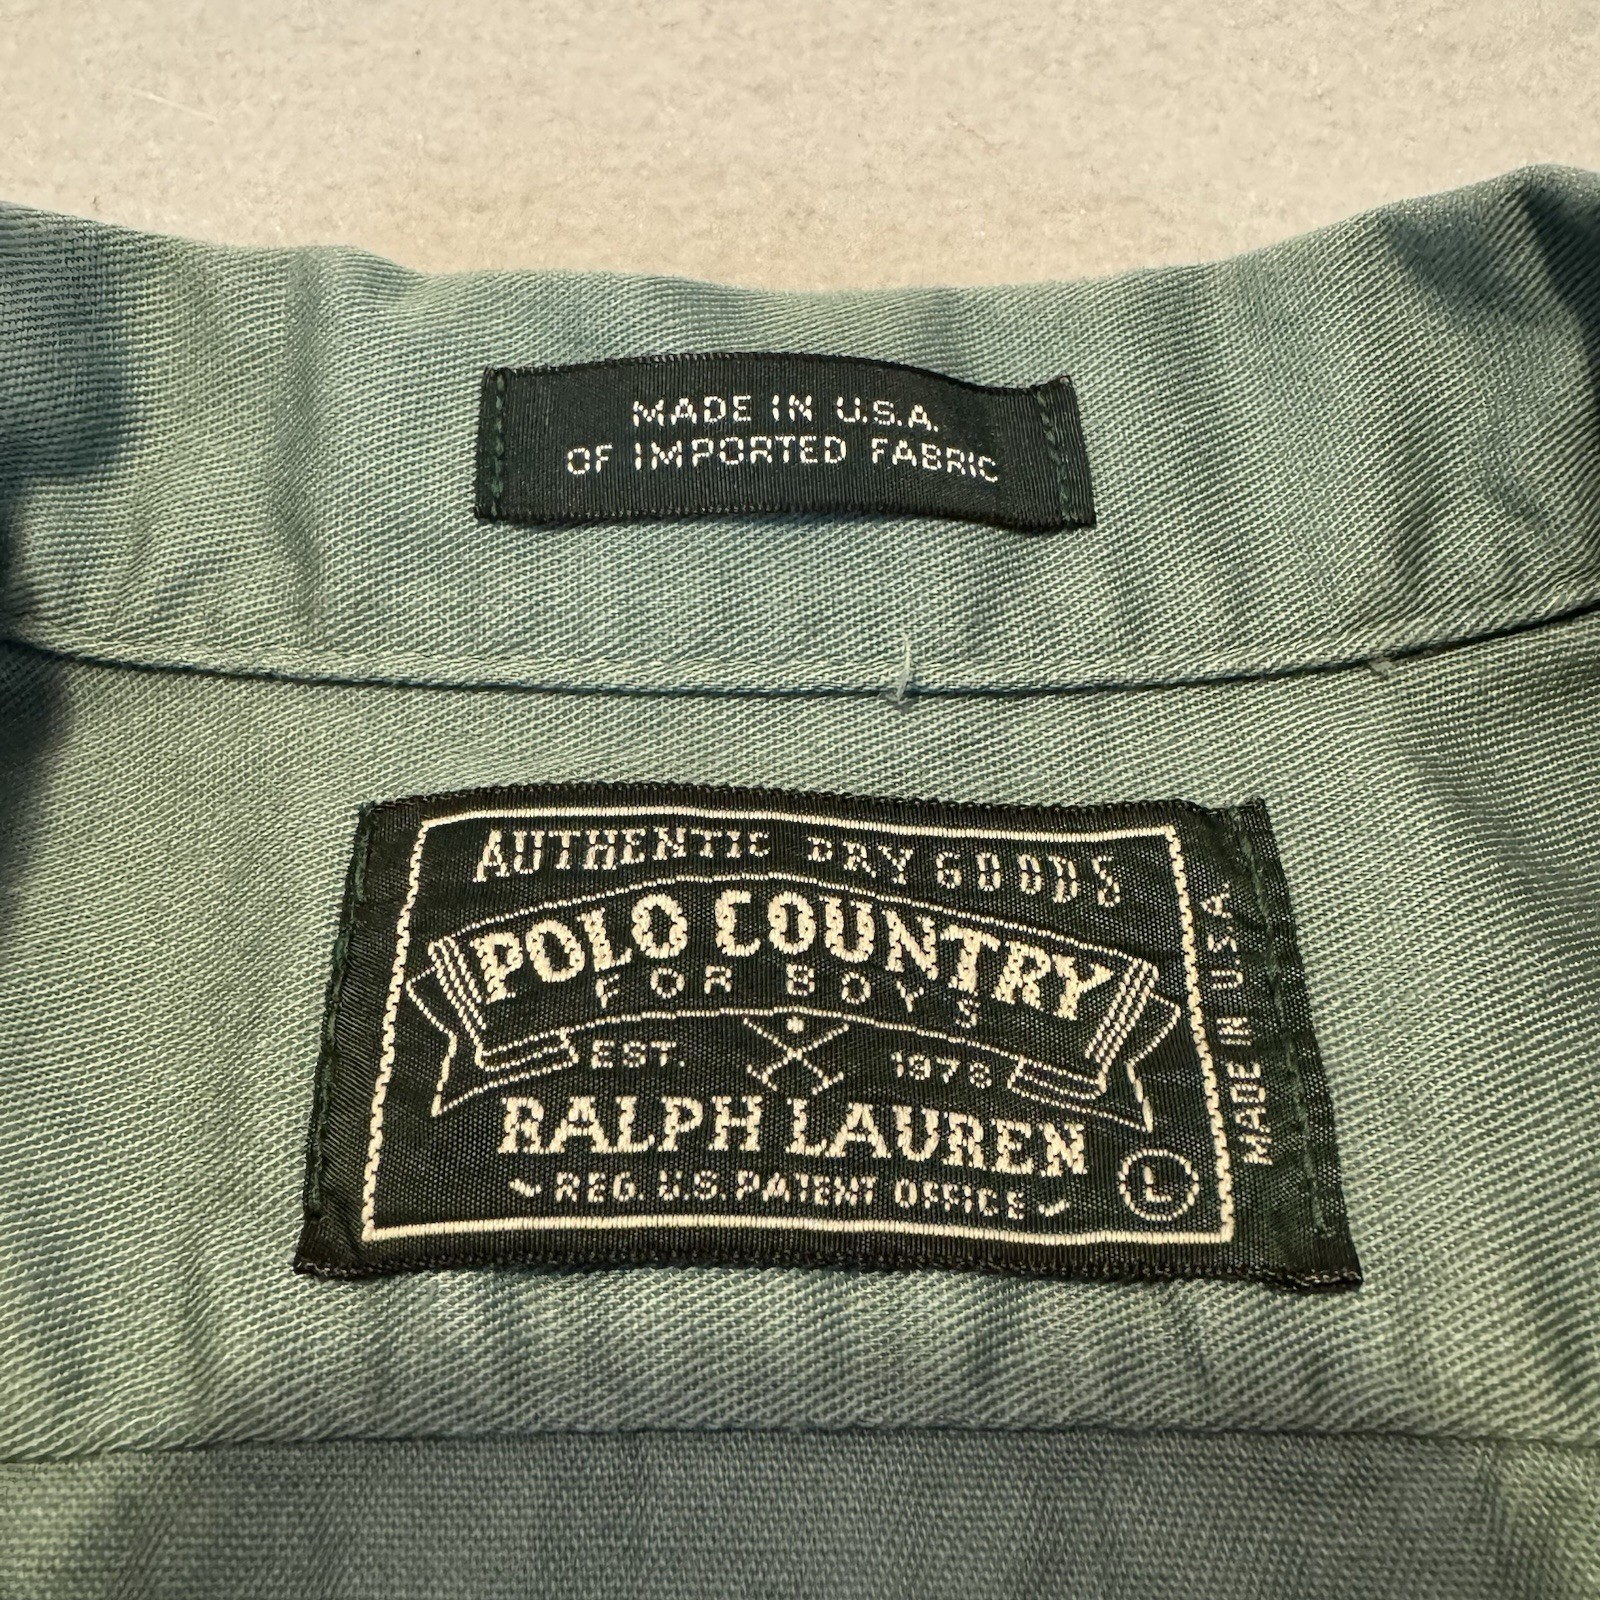 MADE IN U.S.A.
OF IMPORTED FABRIC
AUTHENTIC DRY GOODS
POLO COUNTRY
FOR BOYS
EST. 1978
RALPH LAUREN
REG. U.S. PATENT OFFICE
L
MADE IN U.S.A.